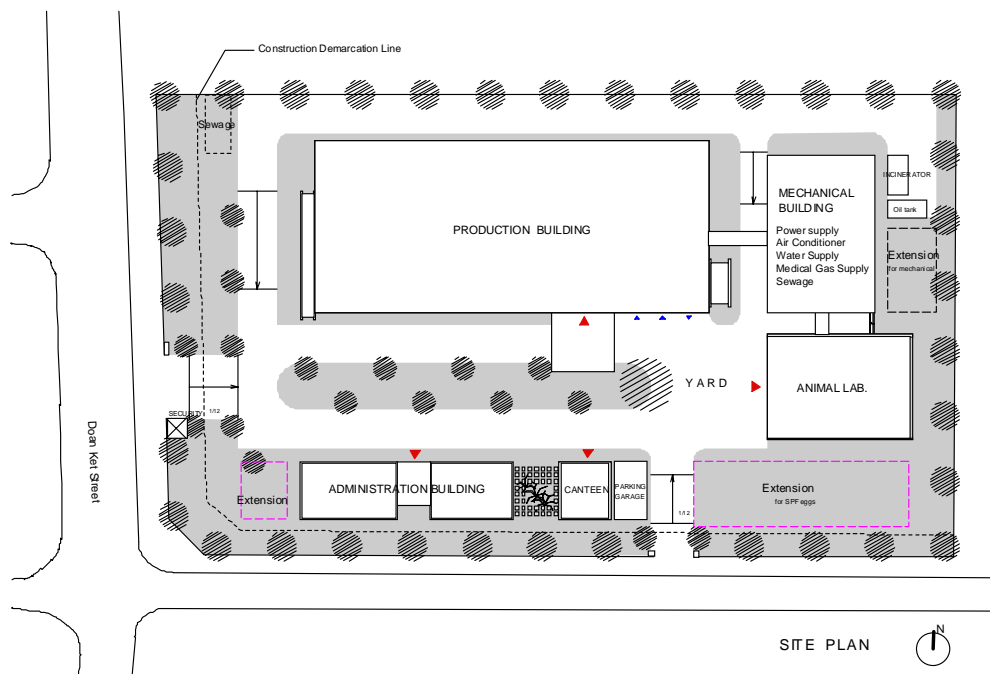 Construction Demarcation Line
Sewage
PRODUCTION BUILDING
MECHANICAL
BUILDING
Power supply
Air Conditioner
Water Supply
Medical Gas Supply
Sewage
INCINERATOR
Oil tank
Extension
for mechanical
YARD
ANIMAL LAB.
SECURITY
1/12
Doan Ket Street
Extension
ADMINISTRATION BUILDING
CANTEEN
PARKING
GARAGE
1/12
Extension
for SPF eggs
SITE PLAN
N